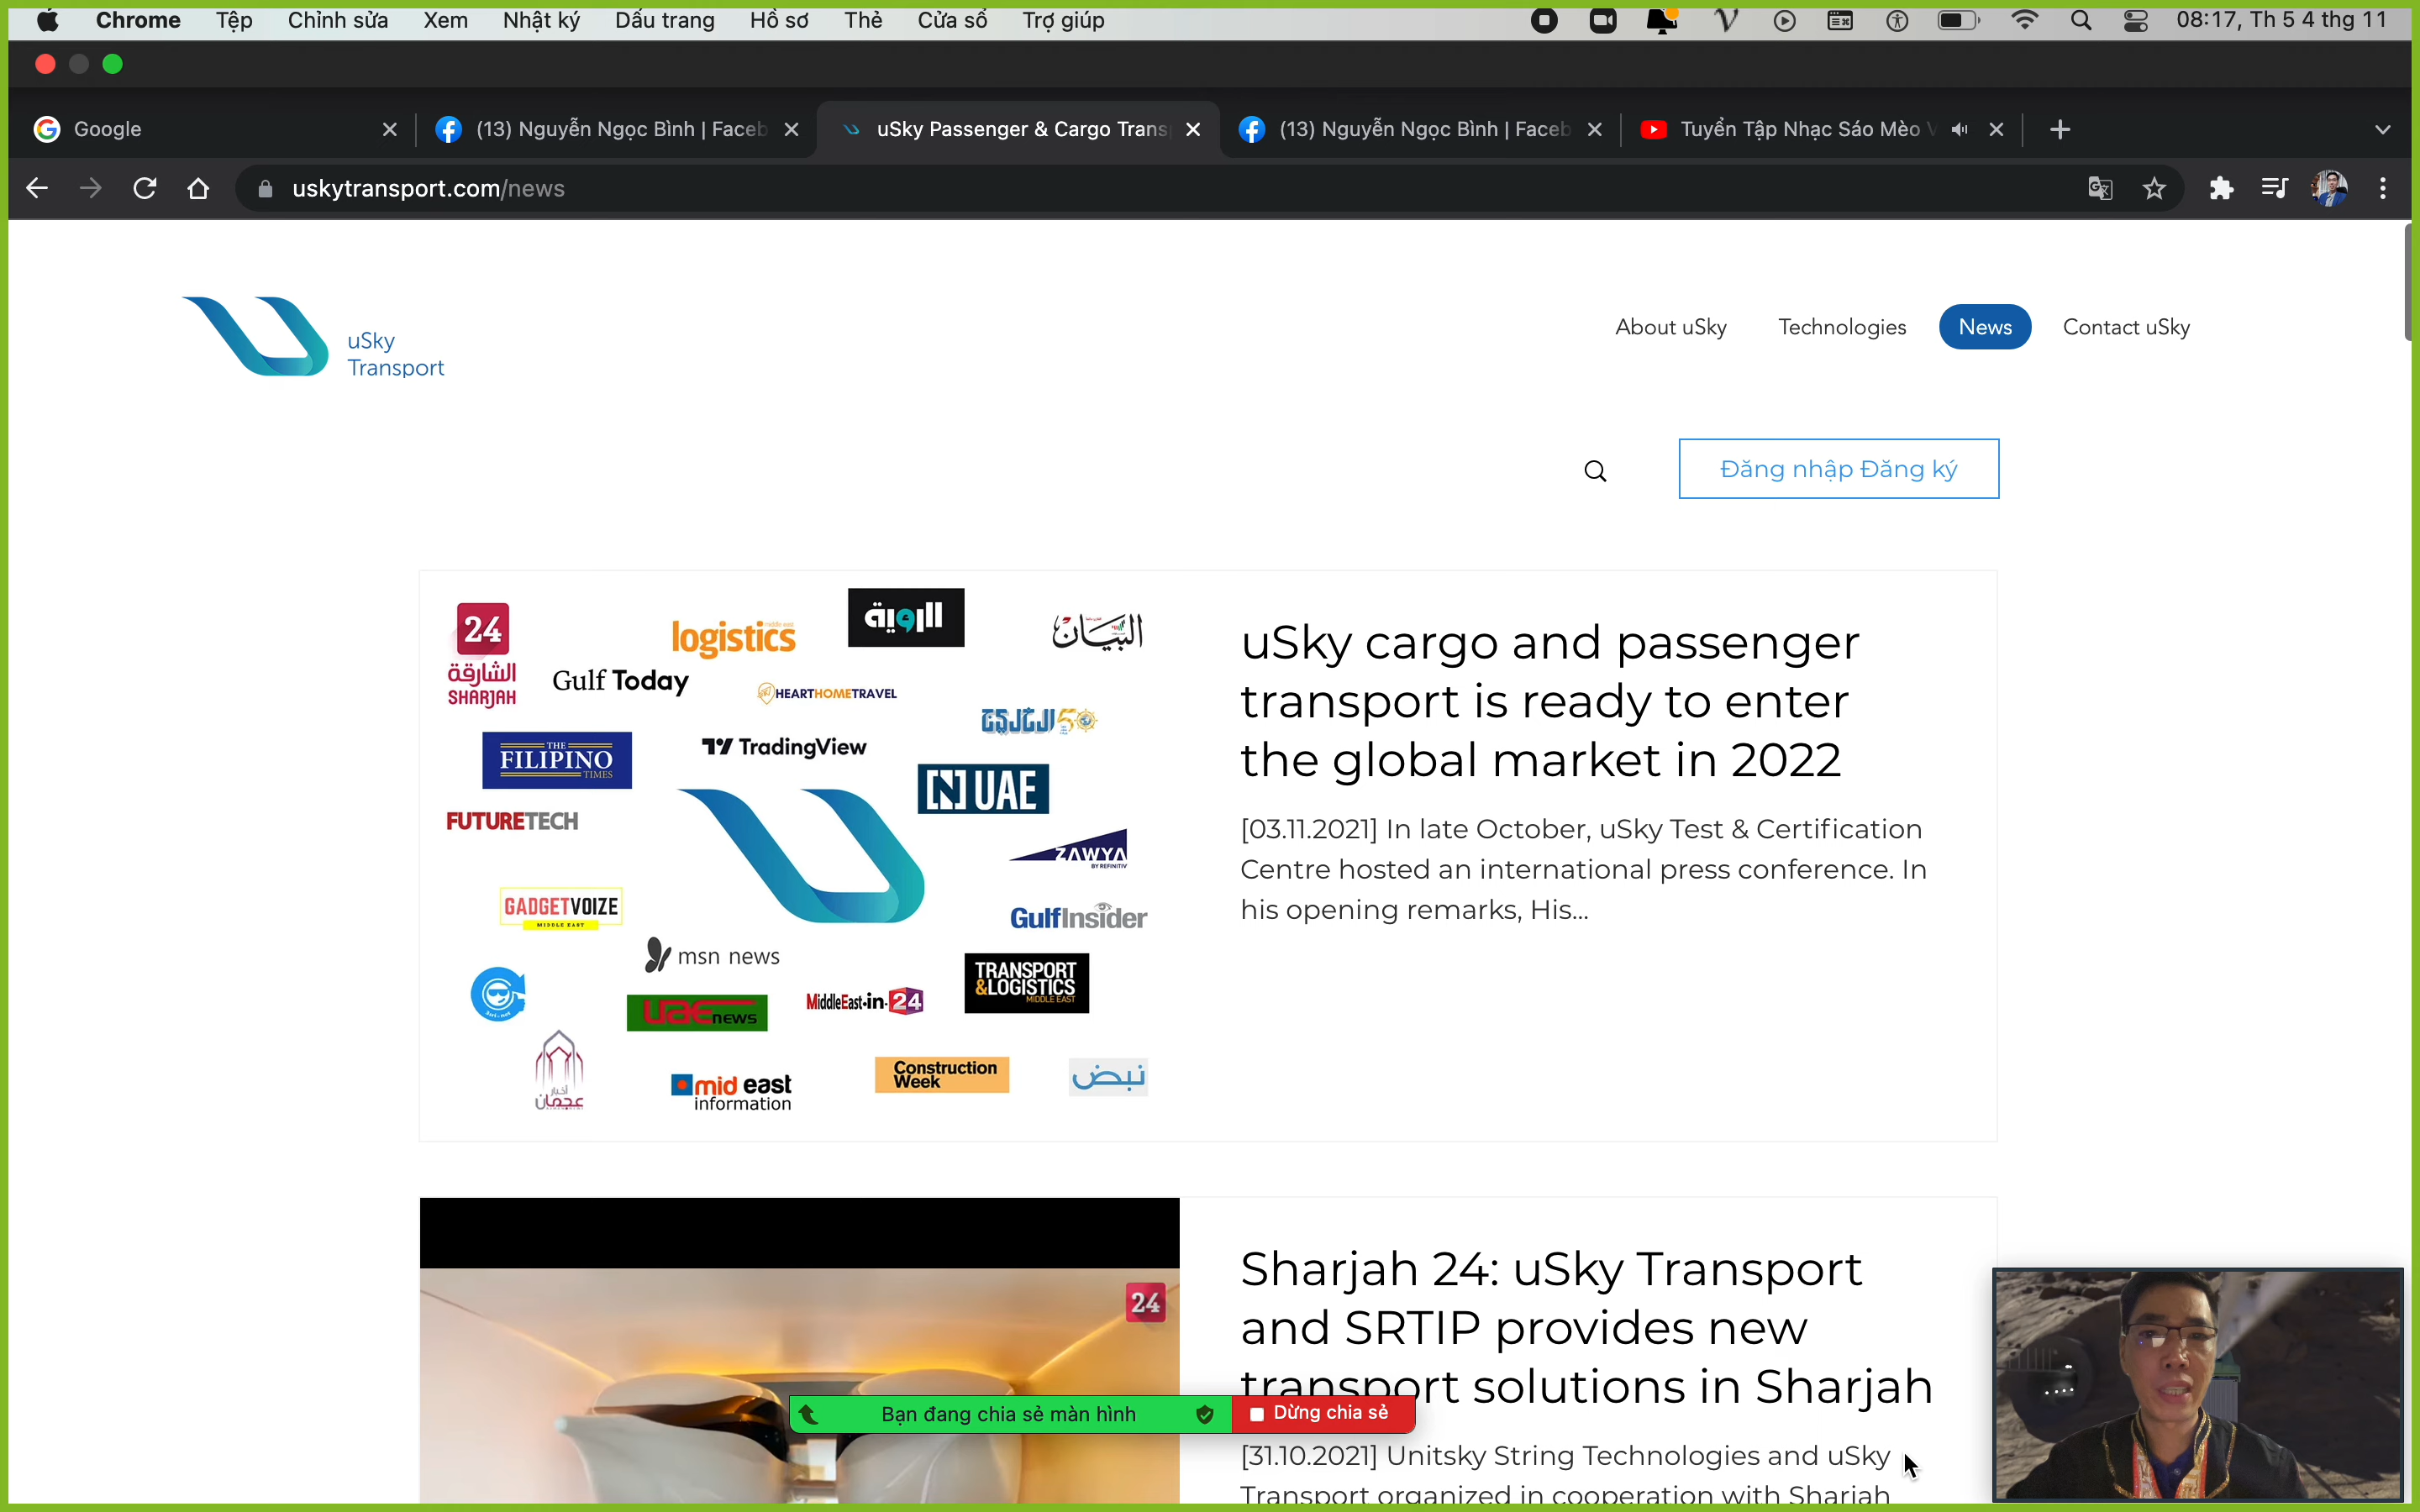 Chrome Tệp Chỉnh sửa Xem Nhật ký Dấu trang Hồ sơ Thẻ Cửa sổ Trợ giúp 08:17, Th 5 4 thg 11
Google (13) Nguyễn Ngọc Bình | Faceb uSky Passenger & Cargo Trans (13) Nguyễn Ngọc Bình | Faceb Tuyển Tập Nhạc Sáo Mèo V
uskytransport.com/news
uSky
Transport
About uSky Technologies News Contact uSky
Đăng nhập Đăng ký
24
الشارقة
SHARJAH
logistics
الرؤية
البيان
Gulf Today
HEARTHOMETRAVEL
THE
FILIPINO
TIMES
TradingView
N UAE
FUTURETECH
ZAWYA
BY REFINITIV
GADGETVOIZE
MIDDLE EAST
GulfInsider
msn news
UAE news
MiddleEast-in-24
TRANSPORT
&LOGISTICS
MIDDLE EAST
أخبار
عجمان
mid east
information
Construction
Week
نبض
uSky cargo and passenger
transport is ready to enter
the global market in 2022
[03.11.2021] In late October, uSky Test & Certification
Centre hosted an international press conference. In
his opening remarks, His...
24
Sharjah 24: uSky Transport
and SRTIP provides new
transport solutions in Sharjah
[31.10.2021] Unitsky String Technologies and uSky
Transport organized in cooperation with Sharjah
Bạn đang chia sẻ màn hình Dừng chia sẻ